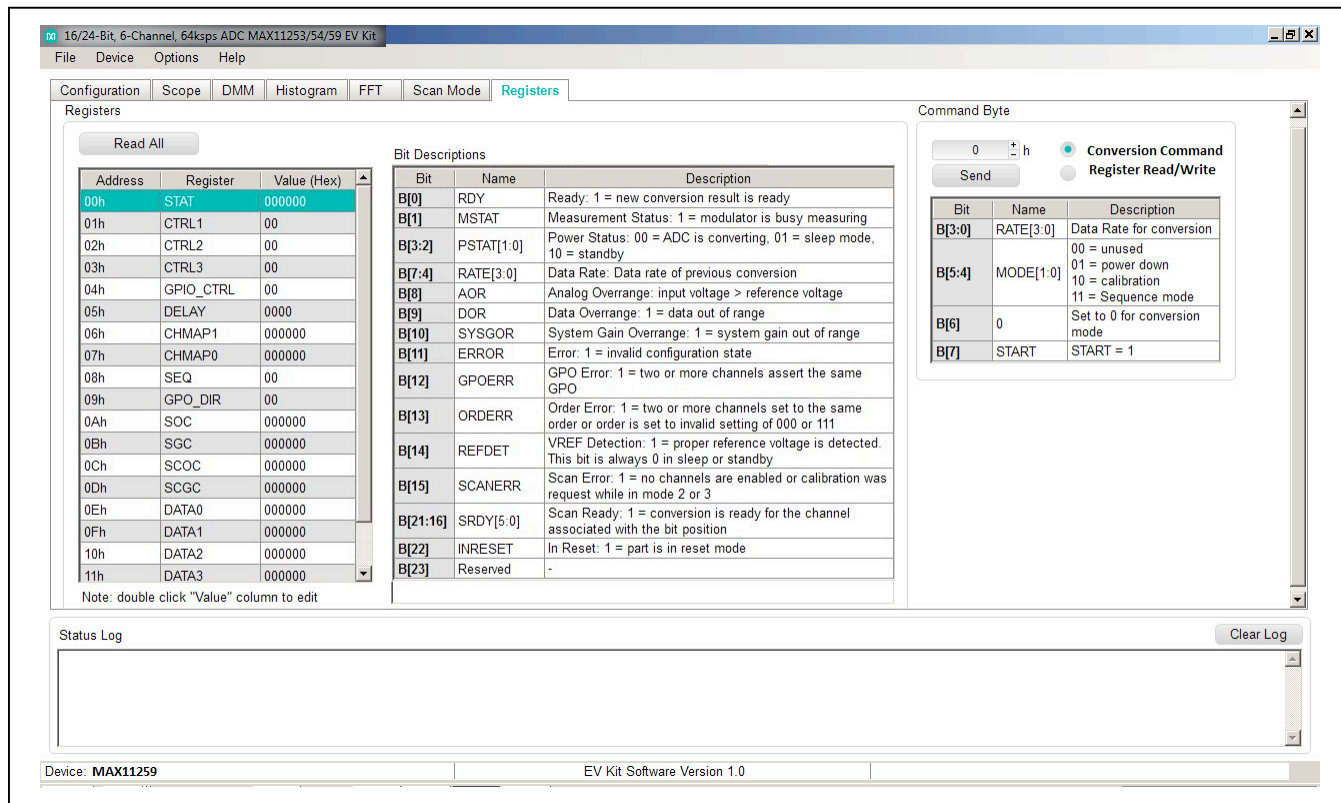 16/24-Bit, 6-Channel, 64ksps ADC MAX11253/54/59 EV Kit
File Device Options Help
Configuration Scope DMM Histogram FFT Scan Mode Registers
Registers
Read All
Address Register Value (Hex)
00h STAT 000000
01h CTRL1 00
02h CTRL2 00
03h CTRL3 00
04h GPIO_CTRL 00
05h DELAY 0000
06h CHMAP1 000000
07h CHMAP0 000000
08h SEQ 00
09h GPO_DIR 00
0Ah SOC 000000
0Bh SGC 000000
0Ch SCOC 000000
0Dh SCGC 000000
0Eh DATA0 000000
0Fh DATA1 000000
10h DATA2 000000
11h DATA3 000000
Note: double click "Value" column to edit
Bit Descriptions
Bit Name Description
B[0] RDY Ready: 1 = new conversion result is ready
B[1] MSTAT Measurement Status: 1 = modulator is busy measuring
B[3:2] PSTAT[1:0] Power Status: 00 = ADC is converting, 01 = sleep mode,
10 = standby
B[7:4] RATE[3:0] Data Rate: Data rate of previous conversion
B[8] AOR Analog Overrange: input voltage > reference voltage
B[9] DOR Data Overrange: 1 = data out of range
B[10] SYSGOR System Gain Overrange: 1 = system gain out of range
B[11] ERROR Error: 1 = invalid configuration state
B[12] GPOERR GPO Error: 1 = two or more channels assert the same
GPO
B[13] ORDERR Order Error: 1 = two or more channels set to the same
order or order is set to invalid setting of 000 or 111
B[14] REFDET VREF Detection: 1 = proper reference voltage is detected.
This bit is always 0 in sleep or standby
B[15] SCANERR Scan Error: 1 = no channels are enabled or calibration was
request while in mode 2 or 3
B[21:16] SRDY[5:0] Scan Ready: 1 = conversion is ready for the channel
associated with the bit position
B[22] INRESET In Reset: 1 = part is in reset mode
B[23] Reserved -
Command Byte
0 h
Conversion Command
Send
Register Read/Write
Bit Name Description
B[3:0] RATE[3:0] Data Rate for conversion
B[5:4] MODE[1:0] 00 = unused
01 = power down
10 = calibration
11 = Sequence mode
B[6] 0 Set to 0 for conversion
mode
B[7] START START = 1
Status Log
Clear Log
Device: MAX11259
EV Kit Software Version 1.0